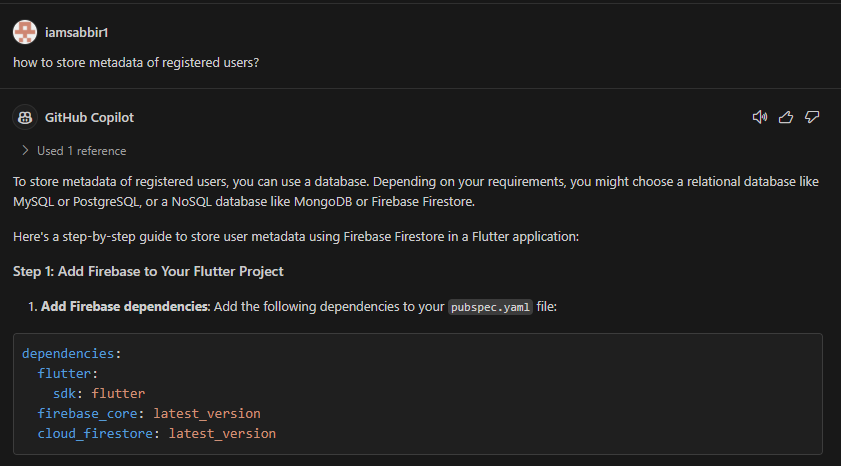 iamsabbir1
how to store metadata of registered users?
GitHub Copilot
Used 1 reference
To store metadata of registered users, you can use a database. Depending on your requirements, you might choose a relational database like
MySQL or PostgreSQL, or a NoSQL database like MongoDB or Firebase Firestore.
Here's a step-by-step guide to store user metadata using Firebase Firestore in a Flutter application:
Step 1: Add Firebase to Your Flutter Project
1. Add Firebase dependencies: Add the following dependencies to your pubspec.yaml file:
dependencies:
  flutter:
    sdk: flutter
  firebase_core: latest_version
  cloud_firestore: latest_version